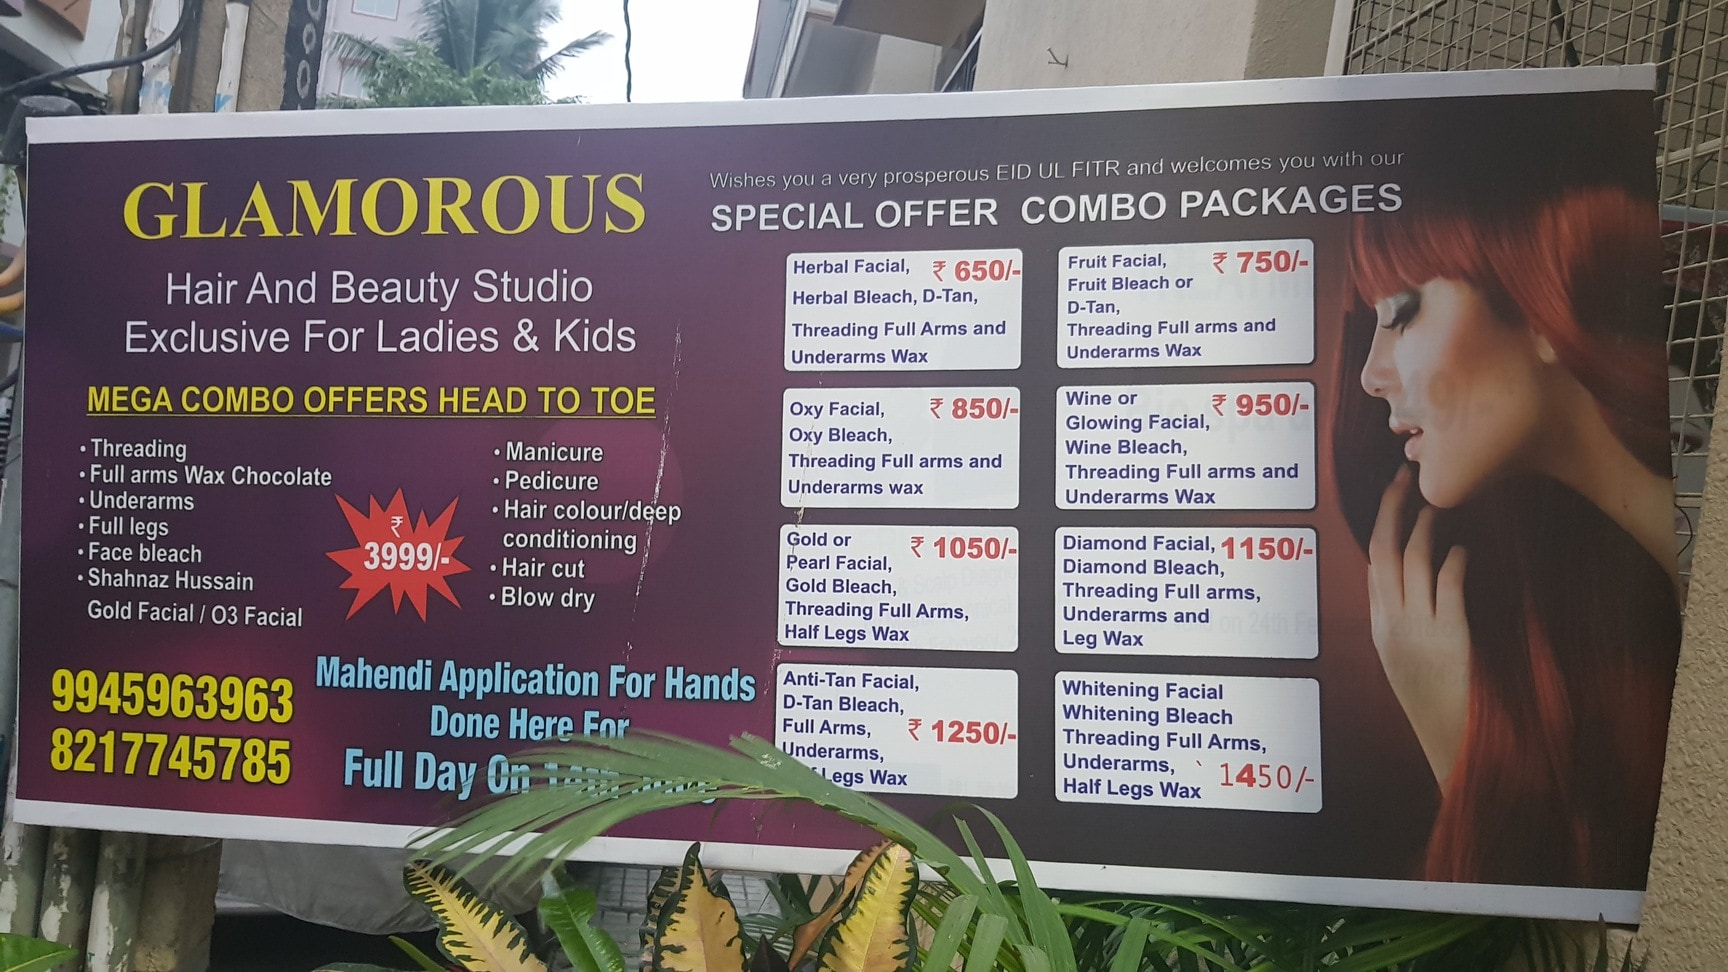 GLAMOROUS
Hair And Beauty Studio
Exclusive For Ladies & Kids
MEGA COMBO OFFERS HEAD TO TOE
• Threading
• Full arms Wax Chocolate
• Underarms
• Full legs
• Face bleach
• Shahnaz Hussain
Gold Facial / O3 Facial
₹
3999/-
• Manicure
• Pedicure
• Hair colour/deep
conditioning
• Hair cut
• Blow dry
9945963963
8217745785
Mahendi Application For Hands
Done Here For
Full Day On
Wishes you a very prosperous EID UL FITR and welcomes you with our
SPECIAL OFFER COMBO PACKAGES
Herbal Facial, ₹ 650/-
Herbal Bleach, D-Tan,
Threading Full Arms and
Underarms Wax
Fruit Facial, ₹ 750/-
Fruit Bleach or
D-Tan,
Threading Full arms and
Underarms Wax
Oxy Facial, ₹ 850/-
Oxy Bleach,
Threading Full arms and
Underarms wax
Wine or ₹ 950/-
Glowing Facial,
Wine Bleach,
Threading Full arms and
Underarms Wax
Gold or ₹ 1050/-
Pearl Facial,
Gold Bleach,
Threading Full Arms,
Half Legs Wax
Diamond Facial, 1150/-
Diamond Bleach,
Threading Full arms,
Underarms and
Leg Wax
Anti-Tan Facial,
D-Tan Bleach,
Full Arms, ₹ 1250/-
Underarms,
Legs Wax
Whitening Facial
Whitening Bleach
Threading Full Arms,
Underarms, 1450/-
Half Legs Wax